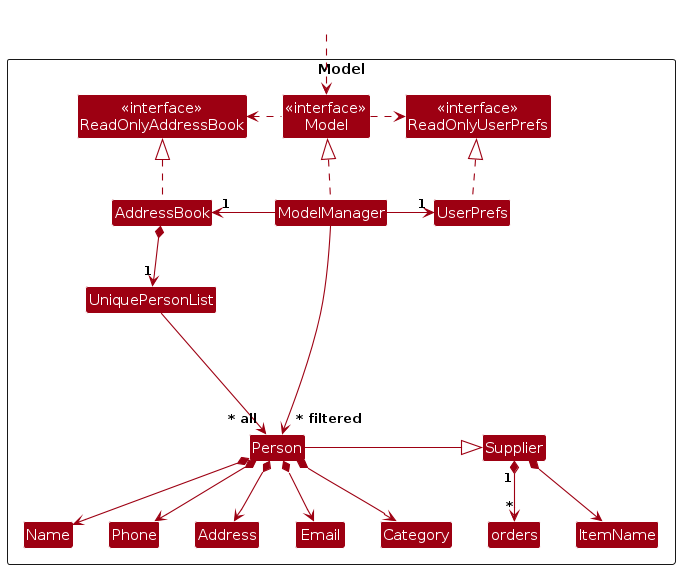 Model
«interface»
ReadOnlyAddressBook
«interface»
Model
«interface»
ReadOnlyUserPrefs
AddressBook
1
ModelManager
1
UserPrefs
1
UniquePersonList
* all
* filtered
Person
Supplier
1
*
Name
Phone
Address
Email
Category
orders
ItemName